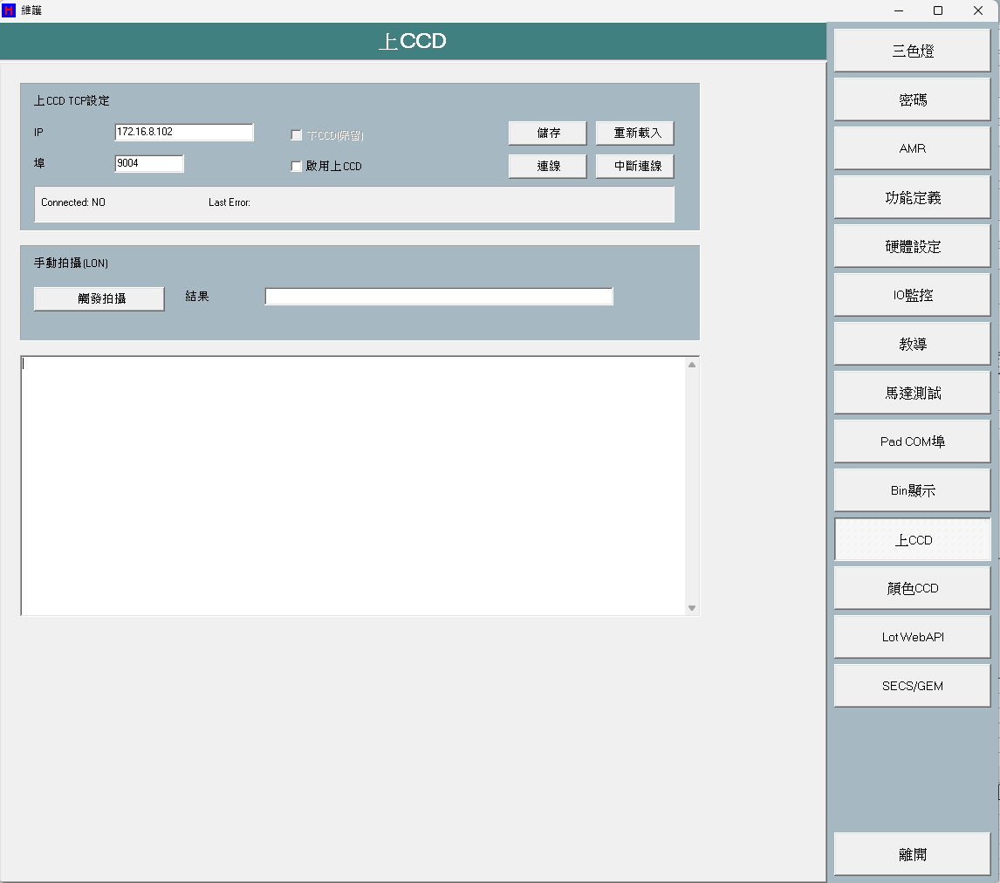 H 維護
上CCD
上CCD TCP設定
IP 172.16.8.102 下CCD(保留) 儲存 重新載入
埠 9004 啟用上CCD 連線 中斷連線
Connected: NO Last Error:
手動拍攝(LON)
觸發拍攝 結果
三色燈
密碼
AMR
功能定義
硬體設定
IO監控
教導
馬達測試
Pad COM埠
Bin顯示
上CCD
顏色CCD
Lot WebAPI
SECS/GEM
離開